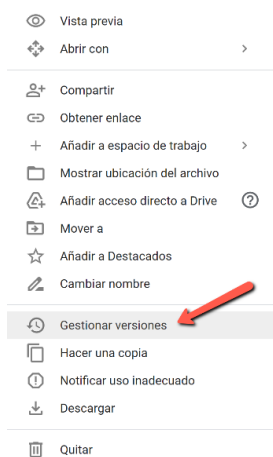 Vista previa
Abrir con
Compartir
Obtener enlace
Añadir a espacio de trabajo
Mostrar ubicación del archivo
Añadir acceso directo a Drive
Mover a
Añadir a Destacados
Cambiar nombre
Gestionar versiones
Hacer una copia
Notificar uso inadecuado
Descargar
Quitar